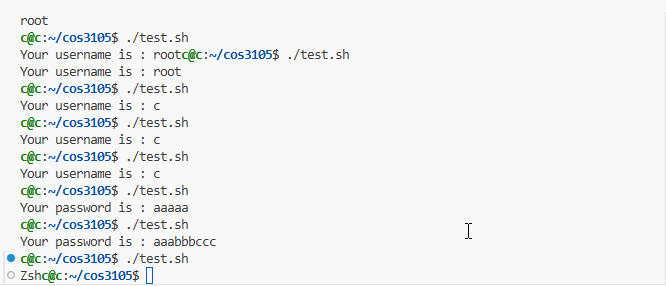 root
c@c:~/cos3105$ ./test.sh
Your username is : rootc@c:~/cos3105$ ./test.sh
Your username is : root
c@c:~/cos3105$ ./test.sh
Your username is : c
c@c:~/cos3105$ ./test.sh
Your username is : c
c@c:~/cos3105$ ./test.sh
Your username is : c
c@c:~/cos3105$ ./test.sh
Your password is : aaaaa
c@c:~/cos3105$ ./test.sh
Your password is : aaabbbccc
c@c:~/cos3105$ ./test.sh
Zshc@c:~/cos3105$